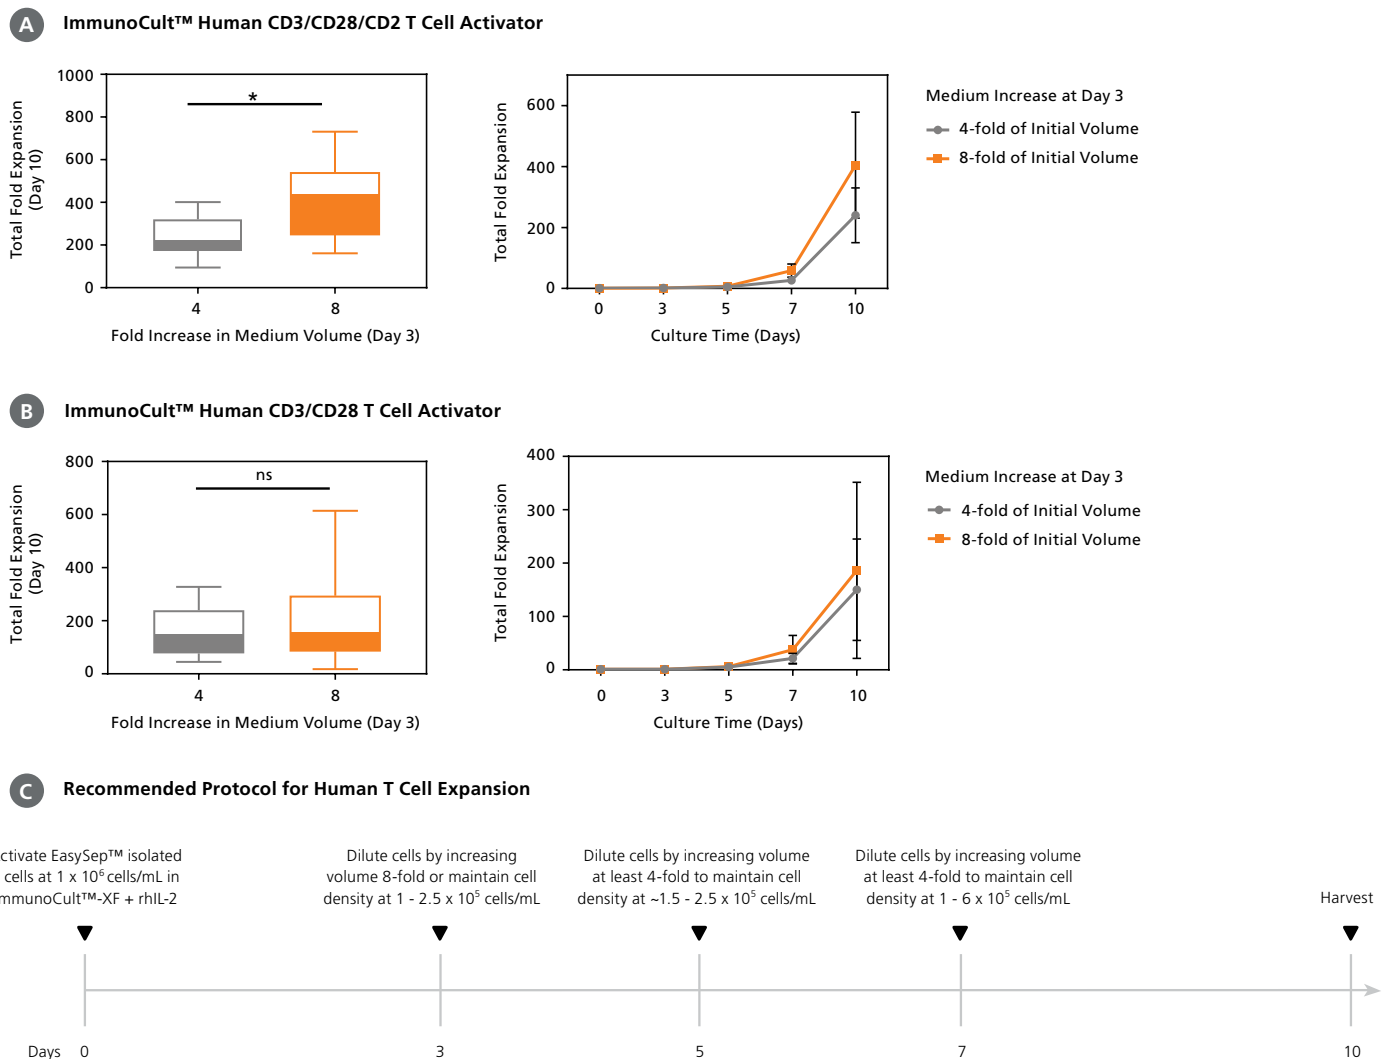 A ImmunoCult™ Human CD3/CD28/CD2 T Cell Activator
Total Fold Expansion
(Day 10)
1000
800
600
400
200
0
*
4
8
Fold Increase in Medium Volume (Day 3)
Total Fold Expansion
600
400
200
0
0 3 5 7 10
Culture Time (Days)
Medium Increase at Day 3
4-fold of Initial Volume
8-fold of Initial Volume
B ImmunoCult™ Human CD3/CD28 T Cell Activator
Total Fold Expansion
(Day 10)
800
600
400
200
0
ns
4
8
Fold Increase in Medium Volume (Day 3)
Total Fold Expansion
400
300
200
100
0
0 3 5 7 10
Culture Time (Days)
Medium Increase at Day 3
4-fold of Initial Volume
8-fold of Initial Volume
C Recommended Protocol for Human T Cell Expansion
ctivate EasySep™ isolated
cells at 1 x 10⁶ cells/mL in
mmunoCult™-XF + rhIL-2
Dilute cells by increasing
volume 8-fold or maintain cell
density at 1 - 2.5 x 10⁵ cells/mL
Dilute cells by increasing volume
at least 4-fold to maintain cell
density at ~1.5 - 2.5 x 10⁵ cells/mL
Dilute cells by increasing volume
at least 4-fold to maintain cell
density at 1 - 6 x 10⁵ cells/mL
Harvest
Days 0 3 5 7 10